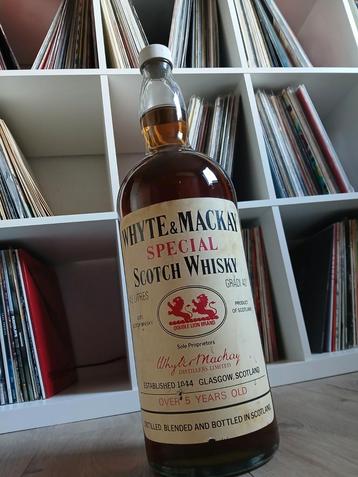 WHYTE & MACKAY
SPECIAL
SCOTCH WHISKY
LITRES
GRADI 40
PRODUCT
OF SCOTLAND
DOUBLE LION BRAND
Sole Proprietors
Whyte & Mackay
DISTILLERS LIMITED
ESTABLISHED 1844 GLASGOW, SCOTLAND
OVER 5 YEARS OLD
DISTILLED, BLENDED AND BOTTLED IN SCOTLAND